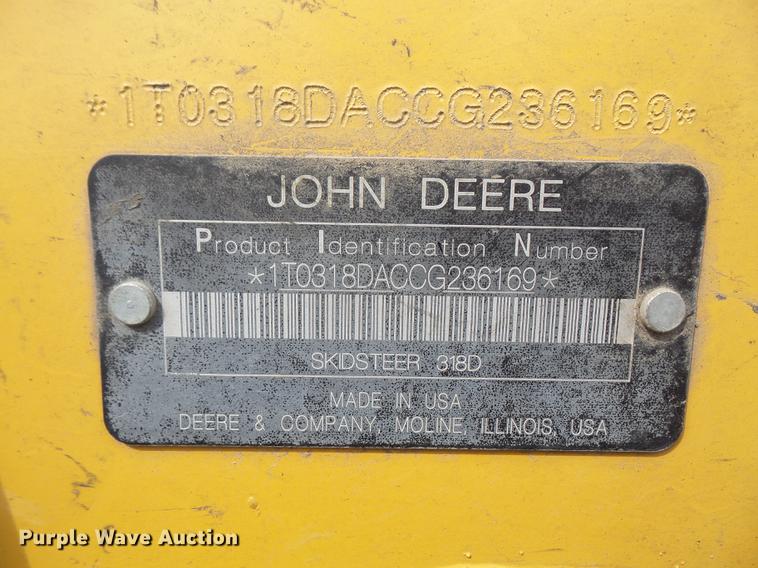 *1T0318DACCG236169*
JOHN DEERE
Product Identification Number
*1T0318DACCG236169*
SKIDSTEER 318D
MADE IN USA
DEERE & COMPANY, MOLINE, ILLINOIS, USA
Purple Wave Auction